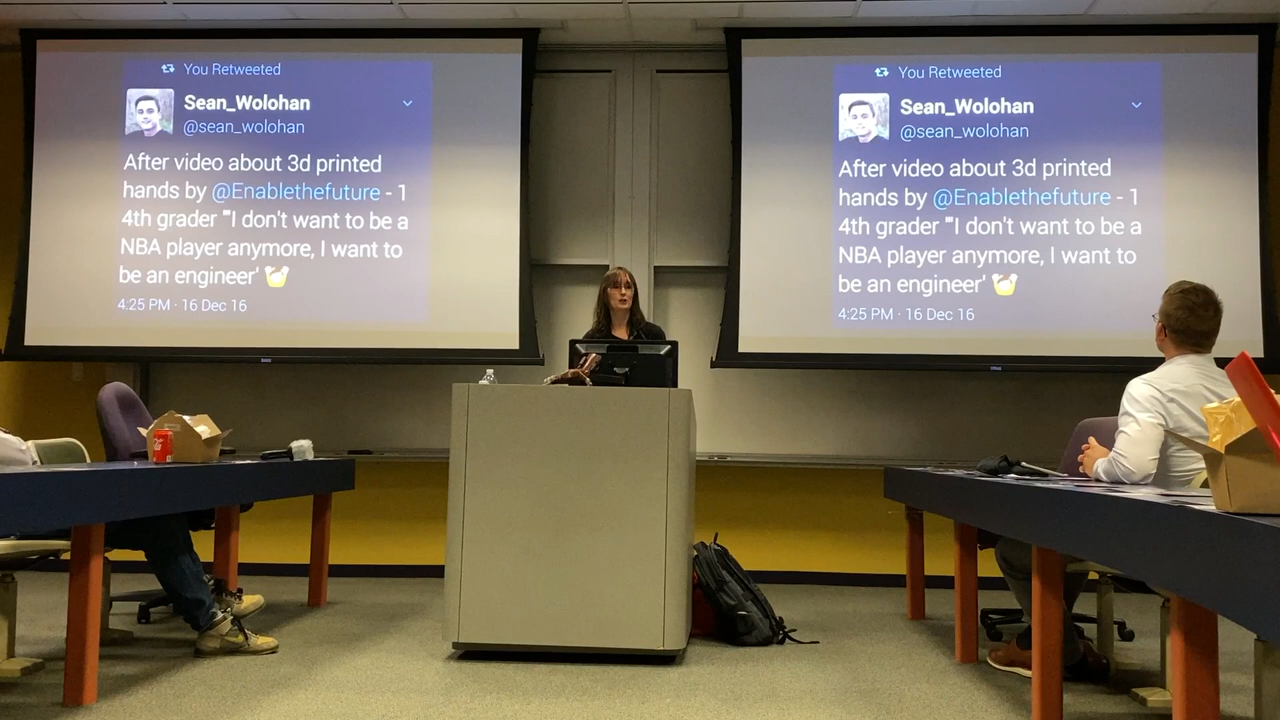 You Retweeted
Sean_Wolohan
@sean_wolohan
After video about 3d printed
hands by @Enablethefuture - 1
4th grader "'I don't want to be a
NBA player anymore, I want to
be an engineer'
4:25 PM · 16 Dec 16
You Retweeted
Sean_Wolohan
@sean_wolohan
After video about 3d printed
hands by @Enablethefuture - 1
4th grader "'I don't want to be a
NBA player anymore, I want to
be an engineer'
4:25 PM · 16 Dec 16